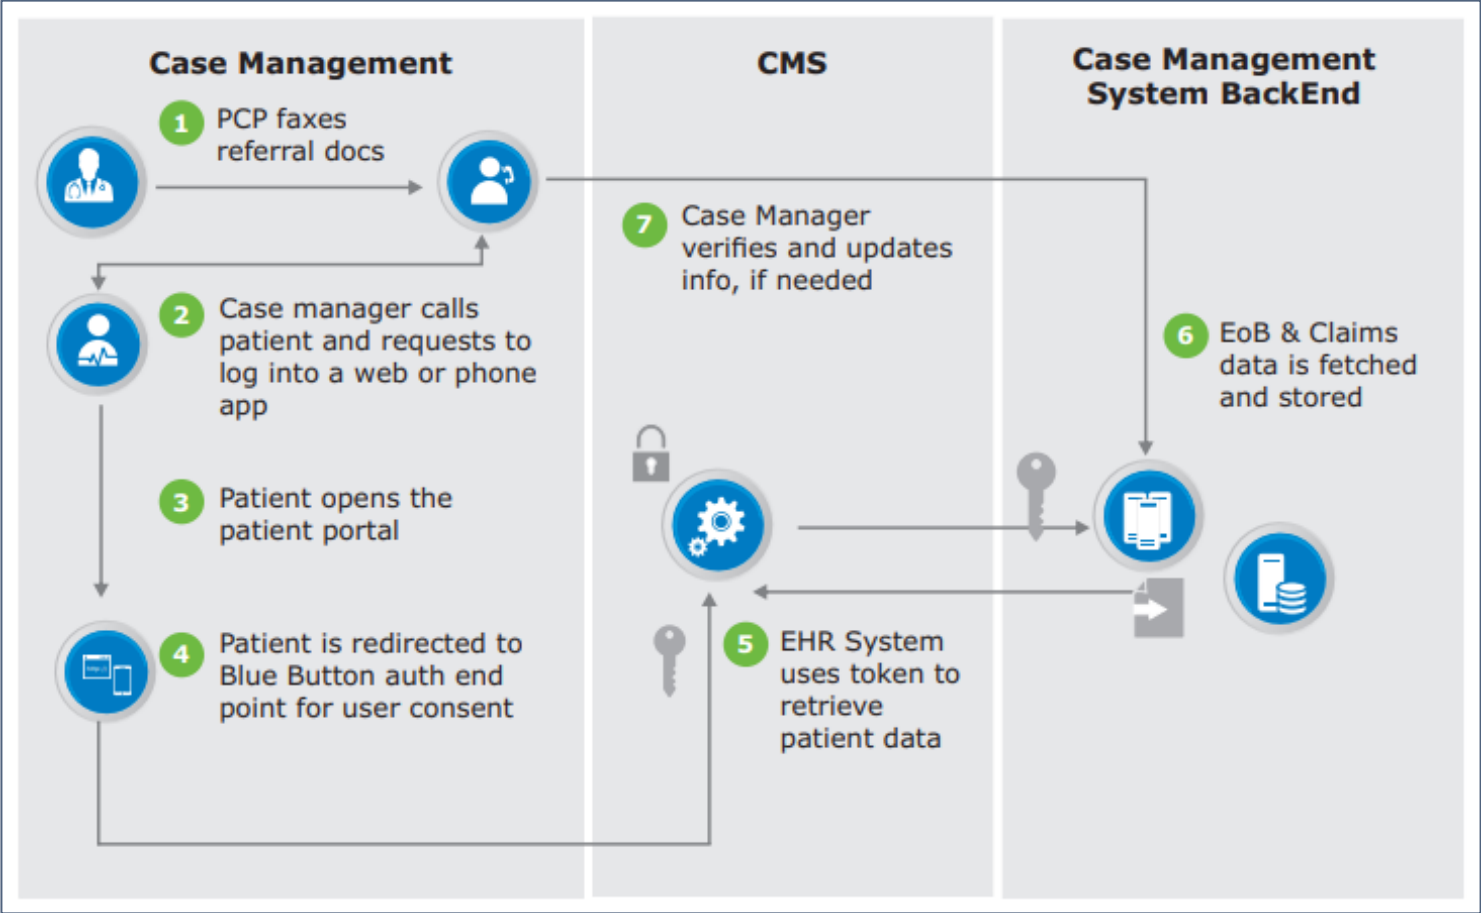 Case Management
1
PCP faxes
referral docs
2
Case manager calls
patient and requests to
log into a web or phone
app
3
Patient opens the
patient portal
4
Patient is redirected to
Blue Button auth end
point for user consent
CMS
7
Case Manager
verifies and updates
info, if needed
5
EHR System
uses token to
retrieve
patient data
Case Management
System BackEnd
6
EoB & Claims
data is fetched
and stored